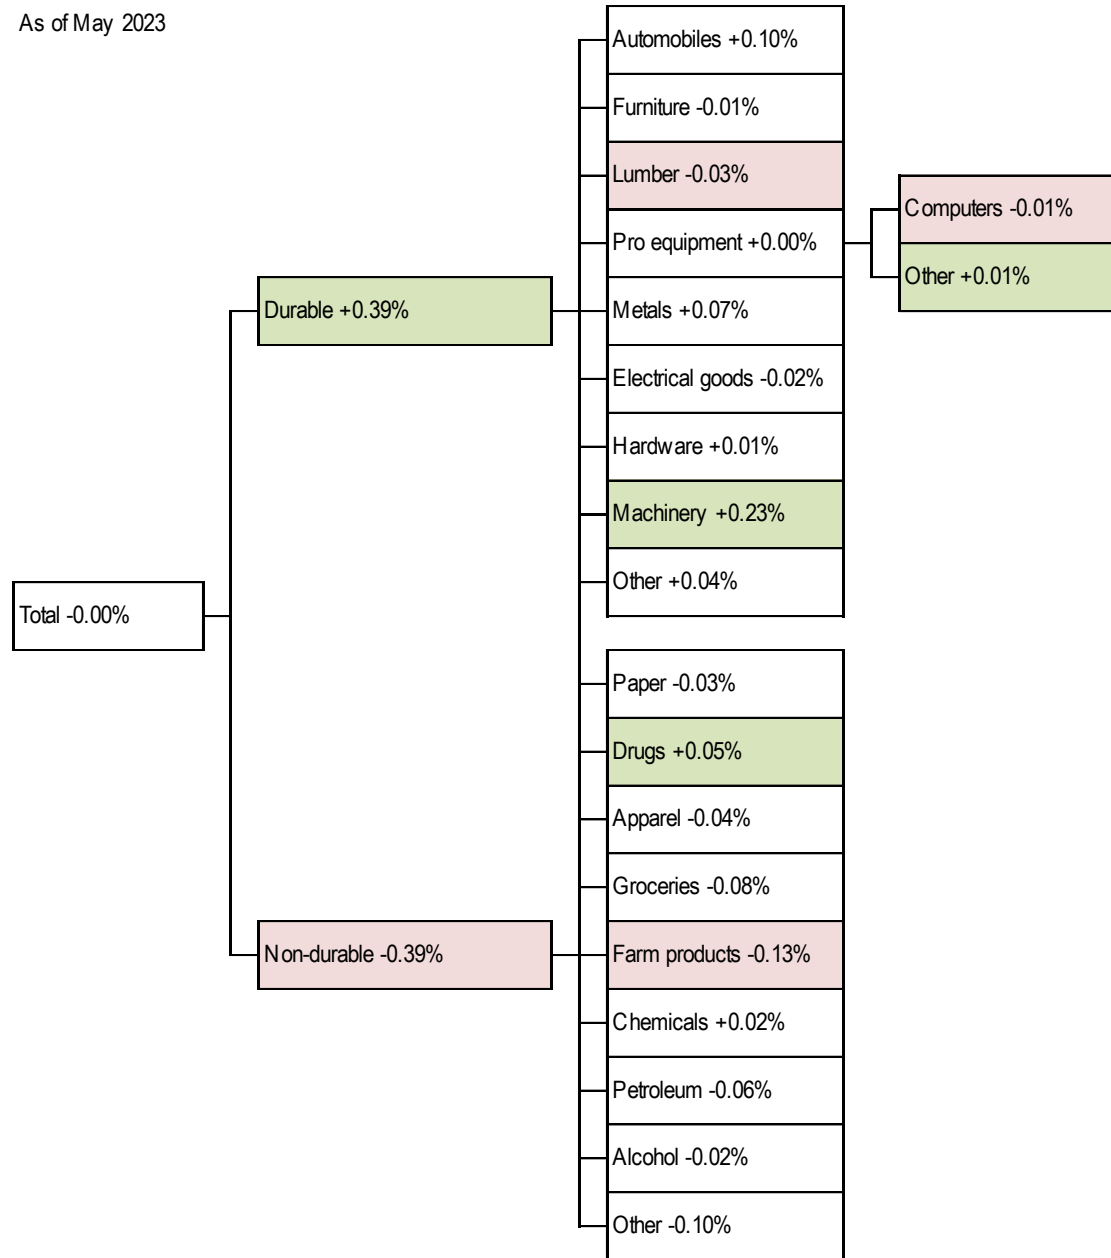 As of May 2023
Automobiles +0.10%
Furniture -0.01%
Lumber -0.03%
Computers -0.01%
Pro equipment +0.00%
Other +0.01%
Durable +0.39%
Metals +0.07%
Electrical goods -0.02%
Hardware +0.01%
Machinery +0.23%
Other +0.04%
Total -0.00%
Paper -0.03%
Drugs +0.05%
Apparel -0.04%
Groceries -0.08%
Non-durable -0.39%
Farm products -0.13%
Chemicals +0.02%
Petroleum -0.06%
Alcohol -0.02%
Other -0.10%